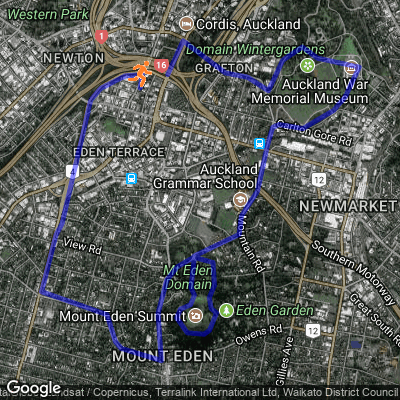 Western Park
1
Cordis, Auckland
NEWTON
Domain Wintergardens
16
GRAFTON
Auckland War
Memorial Museum
Carlton Gore Rd
EDEN TERRACE
4
Auckland
Grammar School
12
NEWMARKET
View Rd
Mountain Rd
Southern Motorway
Mt Eden
Domain
Great South Rd
Eden Garden
Mount Eden Summit
Owens Rd
12
MOUNT EDEN
Gillies Ave
Google
Landsat / Copernicus, Terralink International Ltd, Waikato District Council